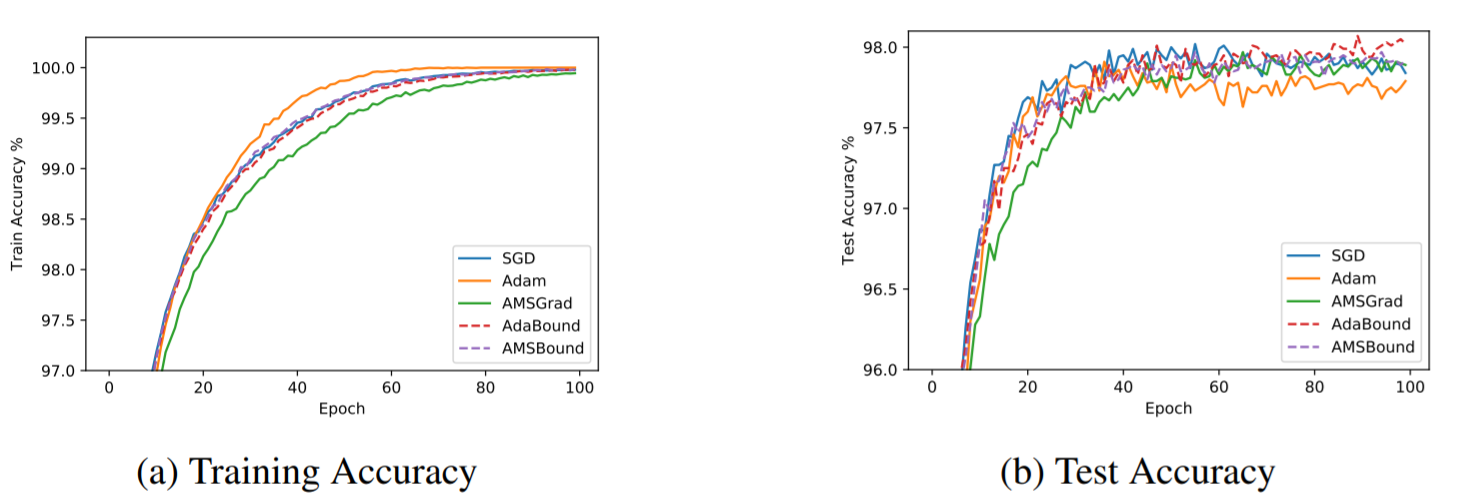 100.0
99.5
99.0
98.5
98.0
97.5
97.0
Train Accuracy %
0 20 40 60 80 100
Epoch
SGD
Adam
AMSGrad
AdaBound
AMSBound
(a) Training Accuracy
98.0
97.5
97.0
96.5
96.0
Test Accuracy %
0 20 40 60 80 100
Epoch
SGD
Adam
AMSGrad
AdaBound
AMSBound
(b) Test Accuracy